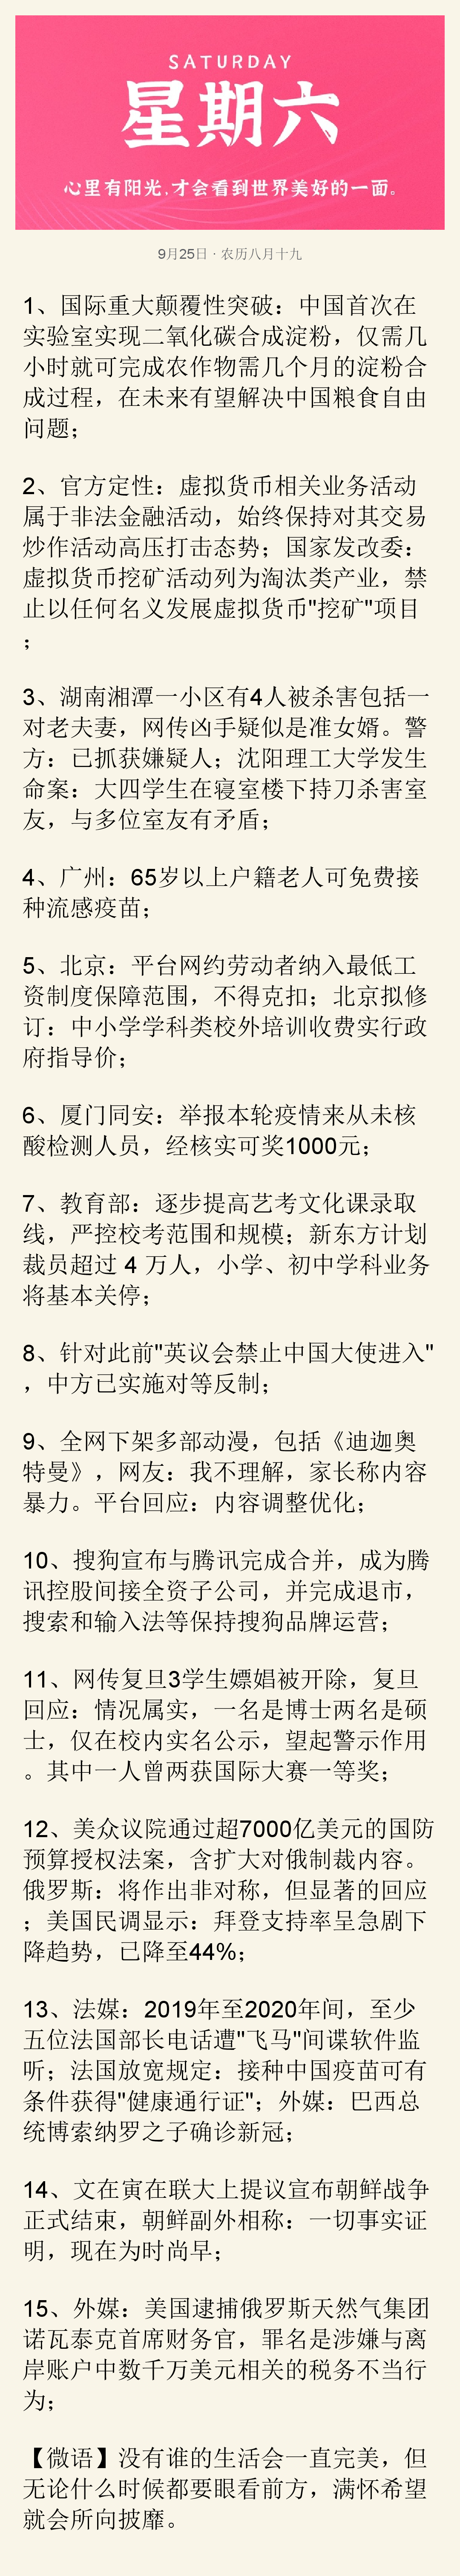 SATURDAY
星期六
心里有阳光,才会看到世界美好的一面。
9月25日 · 农历八月十九
1、国际重大颠覆性突破：中国首次在
实验室实现二氧化碳合成淀粉，仅需几
小时就可完成农作物需几个月的淀粉合
成过程，在未来有望解决中国粮食自由
问题；
2、官方定性：虚拟货币相关业务活动
属于非法金融活动，始终保持对其交易
炒作活动高压打击态势；国家发改委：
虚拟货币挖矿活动列为淘汰类产业，禁
止以任何名义发展虚拟货币"挖矿"项目
；
3、湖南湘潭一小区有4人被杀害包括一
对老夫妻，网传凶手疑似是准女婿。警
方：已抓获嫌疑人；沈阳理工大学发生
命案：大四学生在寝室楼下持刀杀害室
友，与多位室友有矛盾；
4、广州：65岁以上户籍老人可免费接
种流感疫苗；
5、北京：平台网约劳动者纳入最低工
资制度保障范围，不得克扣；北京拟修
订：中小学学科类校外培训收费实行政
府指导价；
6、厦门同安：举报本轮疫情来从未核
酸检测人员，经核实可奖1000元；
7、教育部：逐步提高艺考文化课录取
线，严控校考范围和规模；新东方计划
裁员超过 4 万人，小学、初中学科业务
将基本关停；
8、针对此前"英议会禁止中国大使进入"
，中方已实施对等反制；
9、全网下架多部动漫，包括《迪迦奥
特曼》，网友：我不理解，家长称内容
暴力。平台回应：内容调整优化；
10、搜狗宣布与腾讯完成合并，成为腾
讯控股间接全资子公司，并完成退市，
搜索和输入法等保持搜狗品牌运营；
11、网传复旦3学生嫖娼被开除，复旦
回应：情况属实，一名是博士两名是硕
士，仅在校内实名公示，望起警示作用
。其中一人曾两获国际大赛一等奖；
12、美众议院通过超7000亿美元的国防
预算授权法案，含扩大对俄制裁内容。
俄罗斯：将作出非对称，但显著的回应
；美国民调显示：拜登支持率呈急剧下
降趋势，已降至44%；
13、法媒：2019年至2020年间，至少
五位法国部长电话遭"飞马"间谍软件监
听；法国放宽规定：接种中国疫苗可有
条件获得"健康通行证"；外媒：巴西总
统博索纳罗之子确诊新冠；
14、文在寅在联大上提议宣布朝鲜战争
正式结束，朝鲜副外相称：一切事实证
明，现在为时尚早；
15、外媒：美国逮捕俄罗斯天然气集团
诺瓦泰克首席财务官，罪名是涉嫌与离
岸账户中数千万美元相关的税务不当行
为；
【微语】没有谁的生活会一直完美，但
无论什么时候都要眼看前方，满怀希望
就会所向披靡。